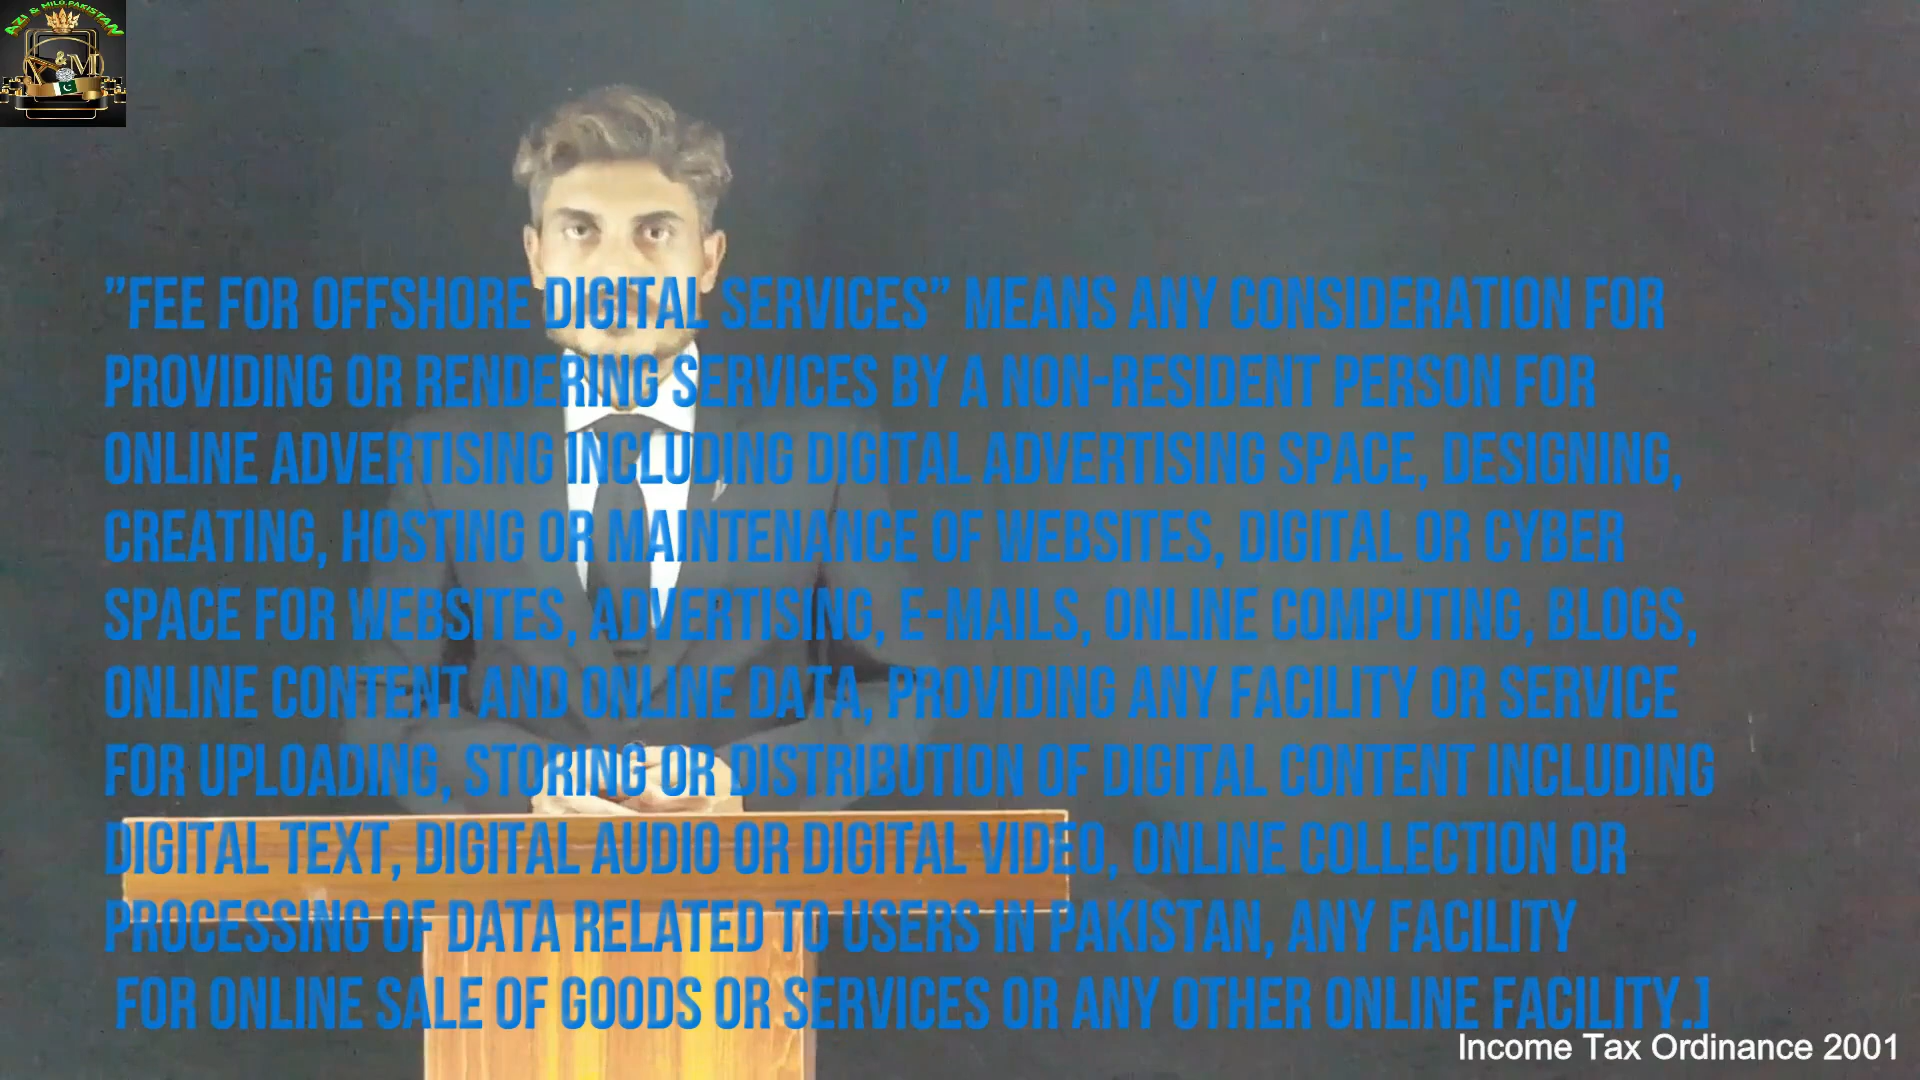 AZI & MILO PAKISTAN
A&M
"FEE FOR OFFSHORE DIGITAL SERVICES" MEANS ANY CONSIDERATION FOR
PROVIDING OR RENDERING SERVICES BY A NON-RESIDENT PERSON FOR
ONLINE ADVERTISING INCLUDING DIGITAL ADVERTISING SPACE, DESIGNING,
CREATING, HOSTING OR MAINTENANCE OF WEBSITES, DIGITAL OR CYBER
SPACE FOR WEBSITES, ADVERTISING, E-MAILS, ONLINE COMPUTING, BLOGS,
ONLINE CONTENT AND ONLINE DATA, PROVIDING ANY FACILITY OR SERVICE
FOR UPLOADING, STORING OR DISTRIBUTION OF DIGITAL CONTENT INCLUDING
DIGITAL TEXT, DIGITAL AUDIO OR DIGITAL VIDEO, ONLINE COLLECTION OR
PROCESSING OF DATA RELATED TO USERS IN PAKISTAN, ANY FACILITY
FOR ONLINE SALE OF GOODS OR SERVICES OR ANY OTHER ONLINE FACILITY.]
Income Tax Ordinance 2001